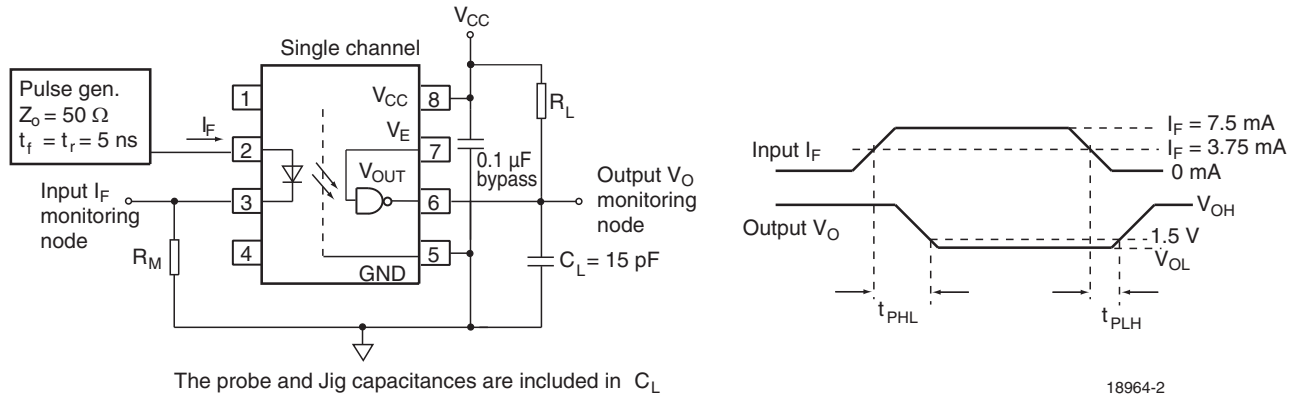 V_CC
Single channel
Pulse gen.
Z_o = 50 Ω
t_f = t_r = 5 ns
I_F
1
2
3
4
V_CC
8
V_E
7
V_OUT
6
5
GND
R_L
0.1 µF
bypass
Input I_F
monitoring
node
R_M
Output V_O
monitoring
node
C_L = 15 pF
The probe and Jig capacitances are included in C_L
Input I_F
I_F = 7.5 mA
I_F = 3.75 mA
0 mA
Output V_O
V_OH
1.5 V
V_OL
t_PHL
t_PLH
18964-2